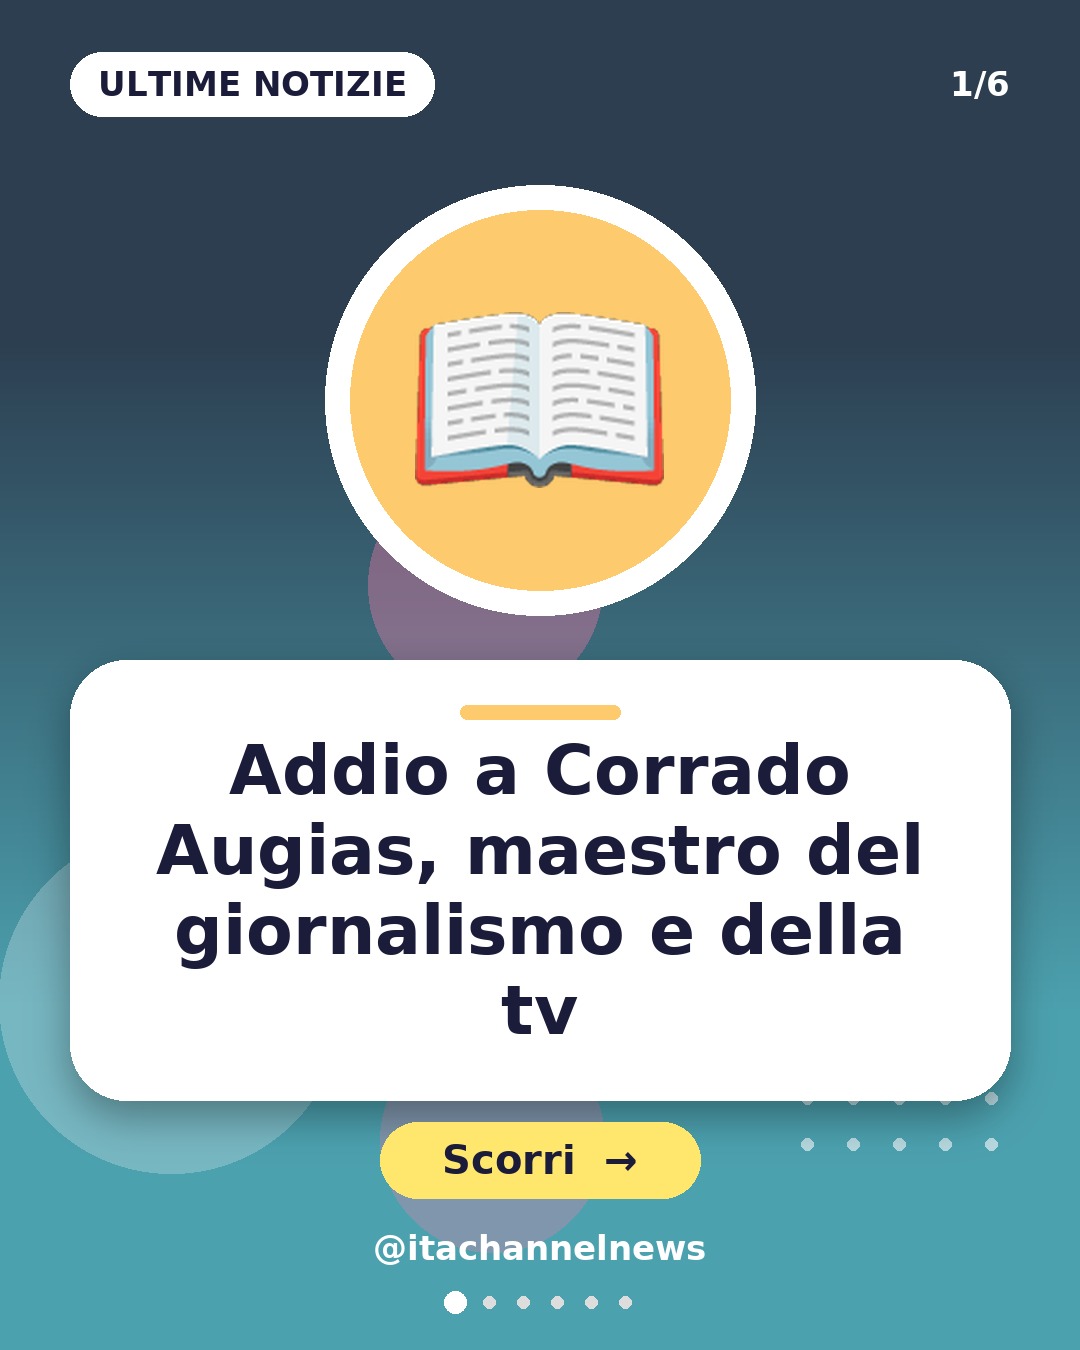 ULTIME NOTIZIE
1/6
Addio a Corrado
Augias, maestro del
giornalismo e della
tv
Scorri →
@itachannelnews